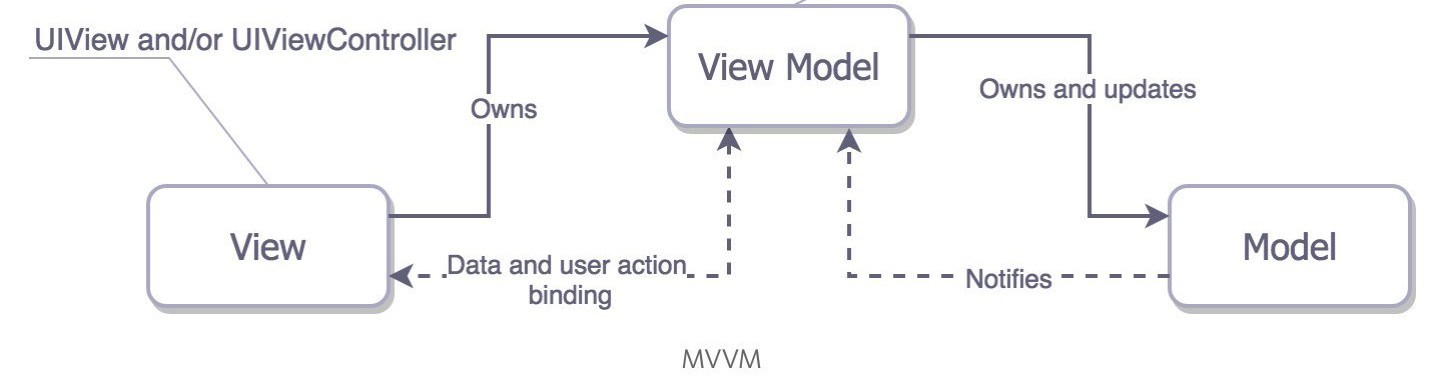 UIView and/or UIViewController
View Model
Owns and updates
Owns
View
Model
Data and user action
binding
Notifies
MVVM